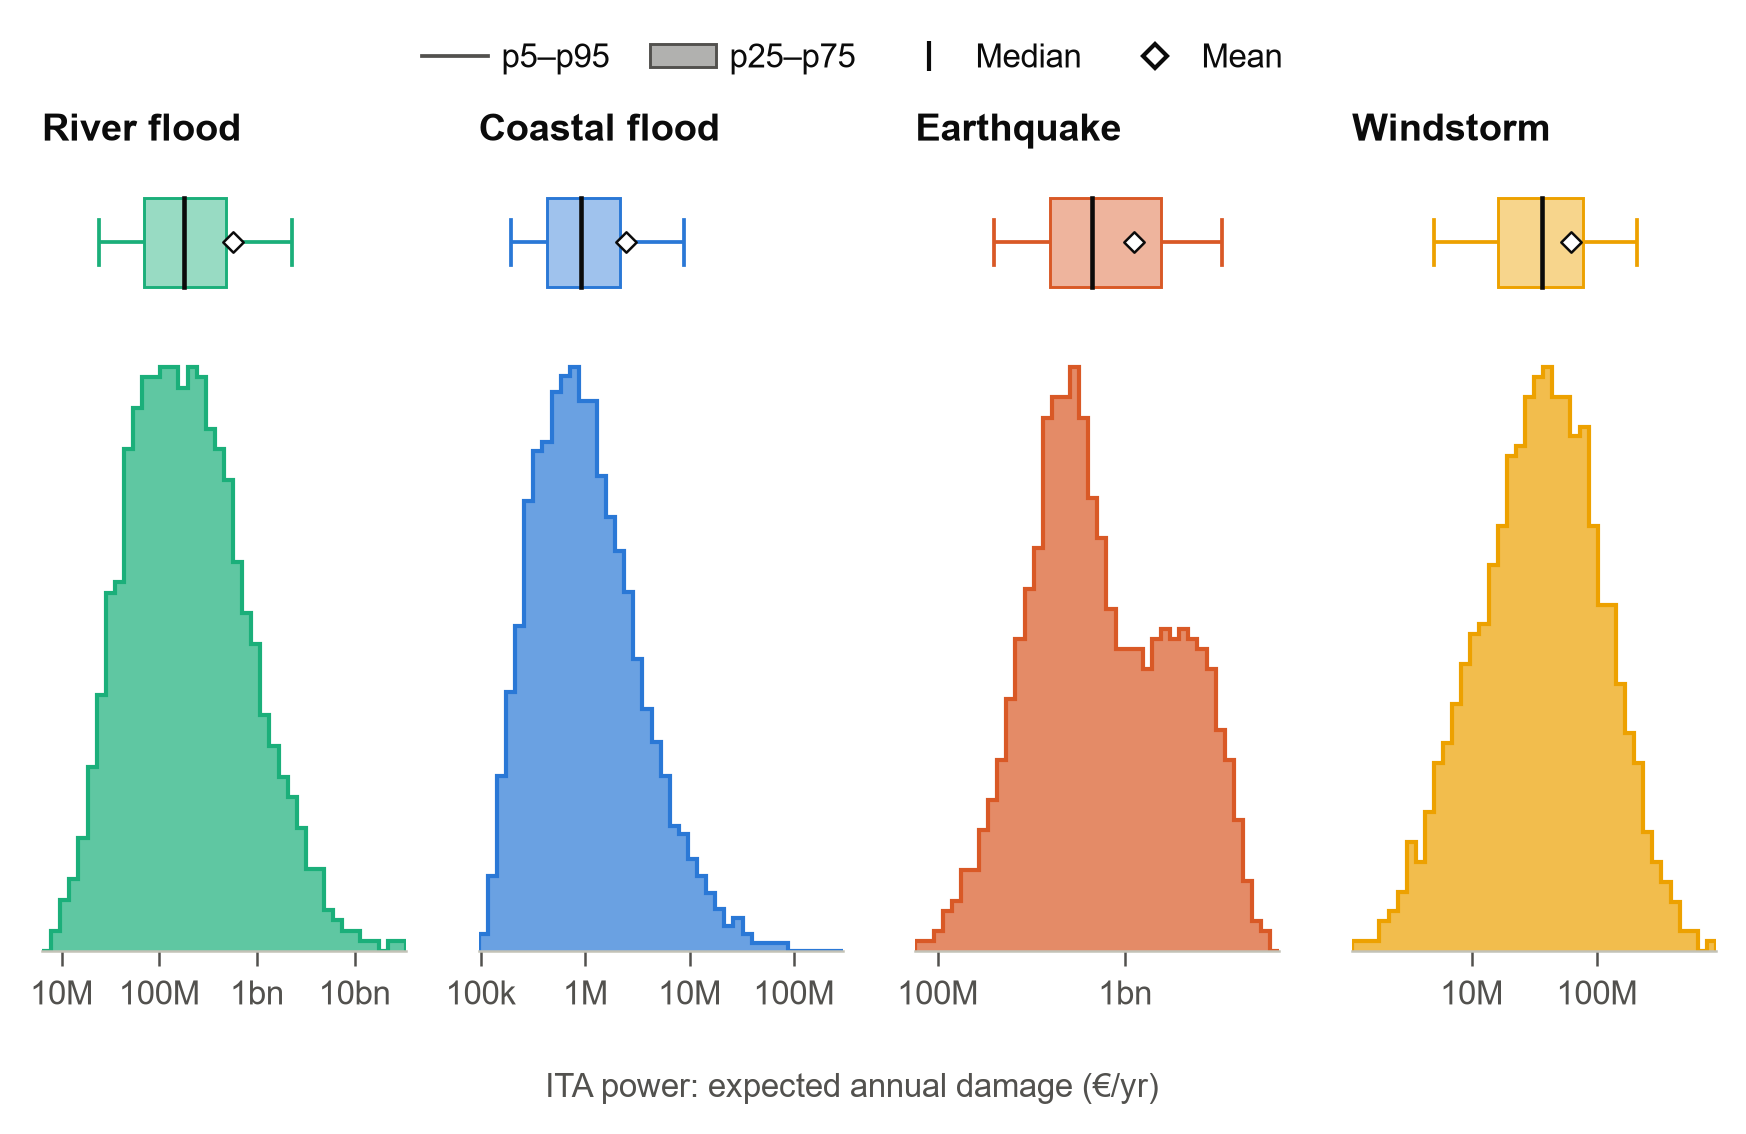 p5–p95 p25–p75 Median Mean
River flood Coastal flood Earthquake Windstorm
10M 100M 1bn 10bn 100k 1M 10M 100M 100M 1bn 10M 100M
ITA power: expected annual damage (€/yr)